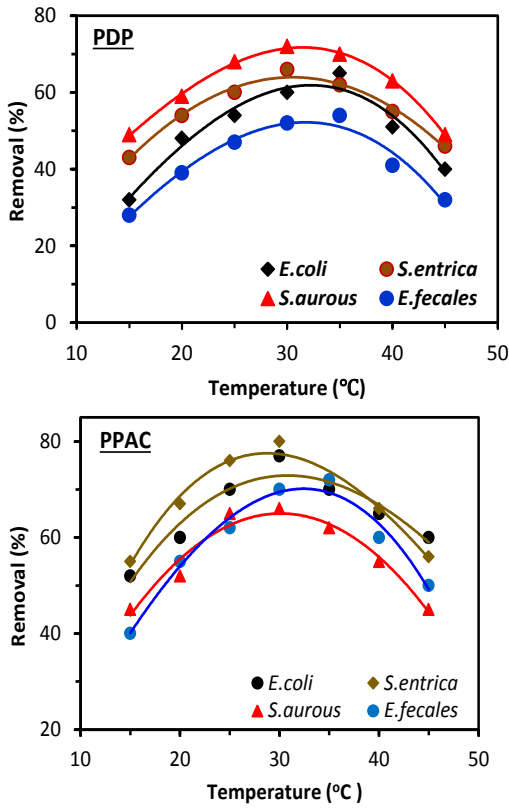 PDP
80
60
40
20
0
Removal (%)
E.coli
S.entrica
S.aurous
E.fecales
10
20
30
40
50
Temperature (℃)
PPAC
80
60
40
20
Removal (%)
E.coli
S.entrica
S.aurous
E.fecales
10
20
30
40
50
Temperature (°C)